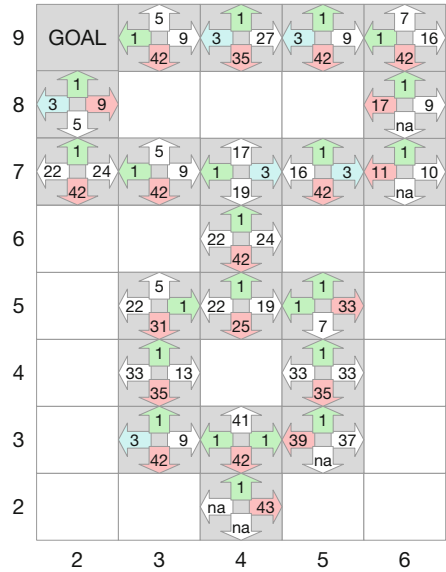 5 1 1 7
9 GOAL 1 9 3 27 3 9 1 16
42 35 42 42
1 1
8 3 9 17 9
5 na
1 5 17 1 1
7 22 24 1 9 1 3 16 3 11 10
42 42 19 42 na
1
6 22 24
42
5 1 1
5 22 1 22 19 1 33
31 25 7
1 1
4 33 13 33 33
35 35
1 41 1
3 3 9 1 1 39 37
42 42 na
1
2 na 43
na
2 3 4 5 6